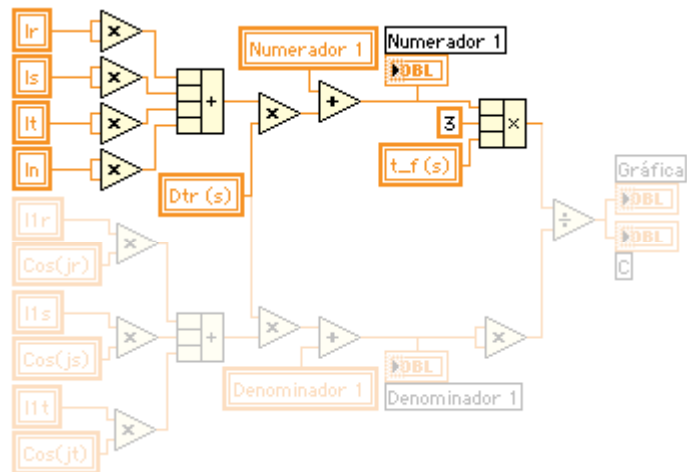 Ir
Is
It
In
Numerador 1
Numerador 1
DBL
3
t_f (s)
Dtr (s)
I1r
Cos(jr)
I1s
Cos(js)
I1t
Cos(jt)
Gráfica
DBL
DBL
C
Denominador 1
DBL
Denominador 1